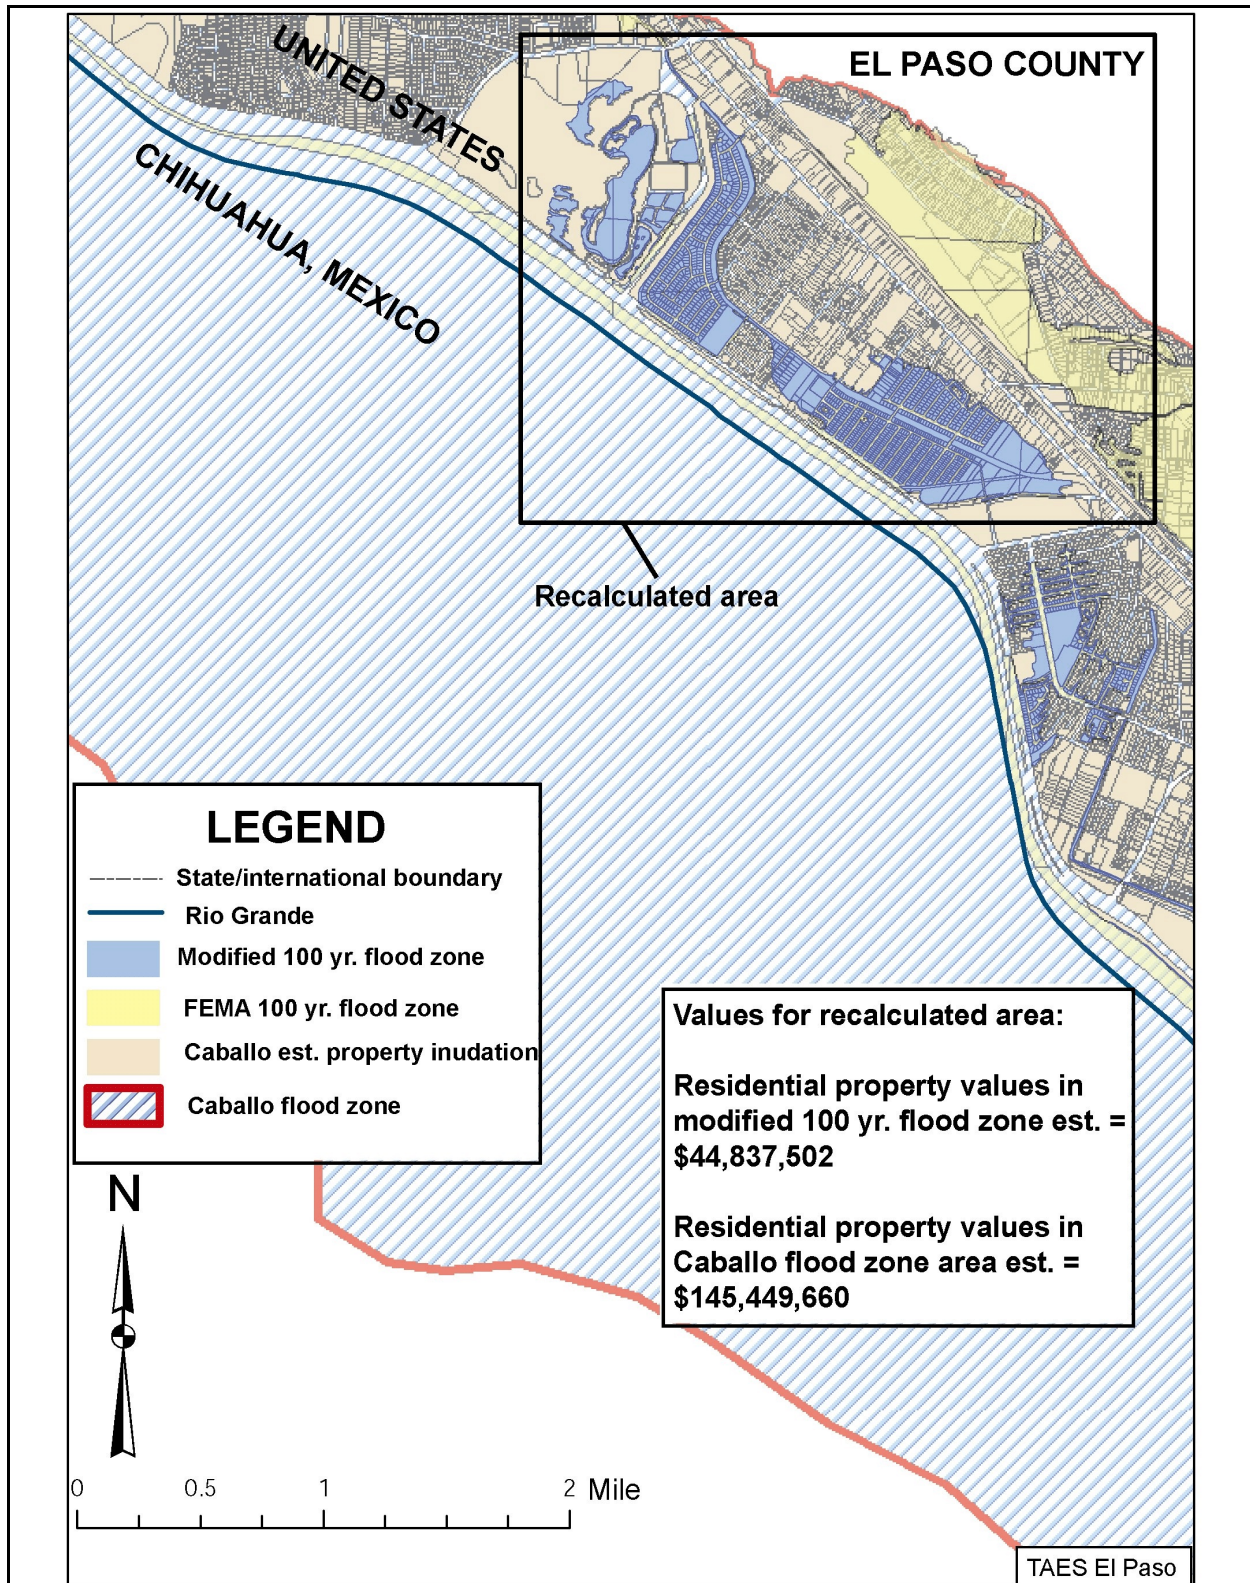 EL PASO COUNTY
UNITED STATES
CHIHUAHUA, MEXICO
Recalculated area
LEGEND
State/international boundary
Rio Grande
Modified 100 yr. flood zone
FEMA 100 yr. flood zone
Caballo est. property inudation
Caballo flood zone
Values for recalculated area:
Residential property values in
modified 100 yr. flood zone est. =
$44,837,502
Residential property values in
Caballo flood zone area est. =
$145,449,660
N
0 0.5 1 2 Mile
TAES El Paso